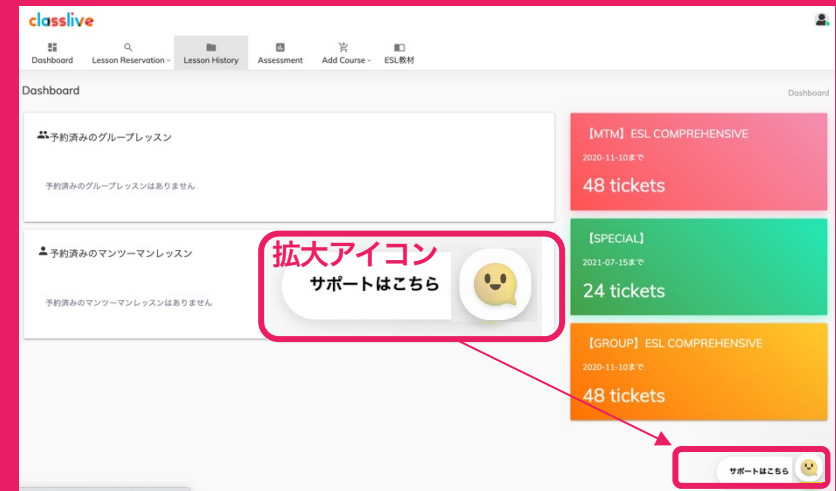 classlive
Dashboard
Lesson Reservation
Lesson History
Assessment
Add Course
ESL教材
Dashboard
Dashboard
予約済みのグループレッスン
予約済みのグループレッスンはありません
予約済みのマンツーマンレッスン
予約済みのマンツーマンレッスンはありません
拡大アイコン
サポートはこちら
【MTM】ESL COMPREHENSIVE
2020-11-10まで
48 tickets
【SPECIAL】
2021-07-15まで
24 tickets
【GROUP】ESL COMPREHENSIVE
2020-11-10まで
48 tickets
サポートはこちら